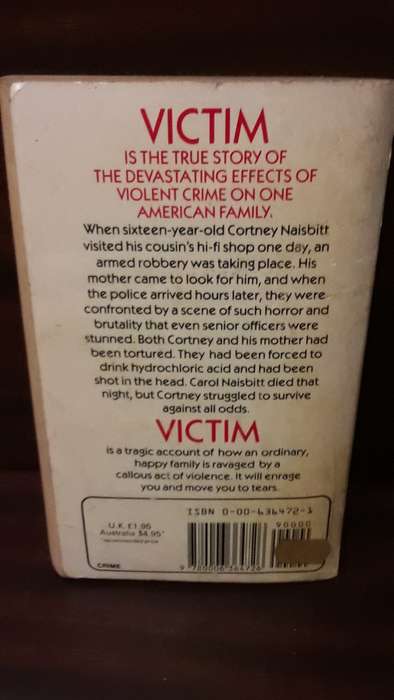 VICTIM
IS THE TRUE STORY OF
THE DEVASTATING EFFECTS OF
VIOLENT CRIME ON ONE
AMERICAN FAMILY.
When sixteen-year-old Cortney Naisbitt
visited his cousin's hi-fi shop one day, an
armed robbery was taking place. His
mother came to look for him, and when
the police arrived hours later, they were
confronted by a scene of such horror and
brutality that even senior officers were
stunned. Both Cortney and his mother had
been tortured. They had been forced to
drink hydrochloric acid and had been
shot in the head. Carol Naisbitt died that
night, but Cortney struggled to survive
against all odds.
VICTIM
is a tragic account of how an ordinary,
happy family is ravaged by a
callous act of violence. It will enrage
you and move you to tears.
ISBN 0-00-636472-1
U.K. £1.95
Australia $4.95*
*recommended price
90000
CRIME
9 780006 364726